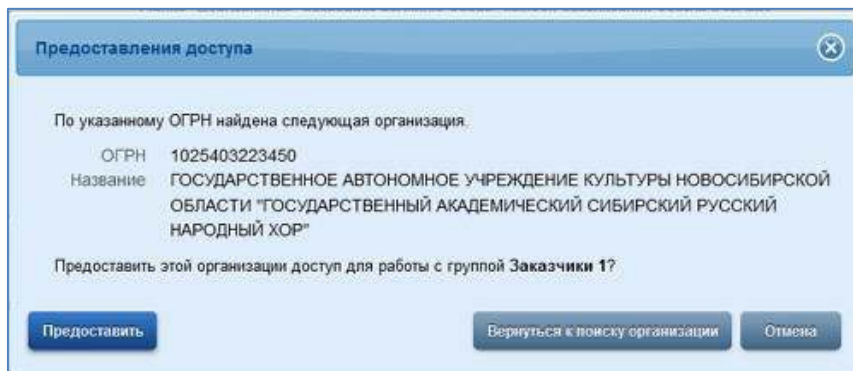 Предоставления доступа
По указанному ОГРН найдена следующая организация.
ОГРН 1025403223450
Название ГОСУДАРСТВЕННОЕ АВТОНОМНОЕ УЧРЕЖДЕНИЕ КУЛЬТУРЫ НОВОСИБИРСКОЙ
ОБЛАСТИ "ГОСУДАРСТВЕННЫЙ АКАДЕМИЧЕСКИЙ СИБИРСКИЙ РУССКИЙ
НАРОДНЫЙ ХОР"
Предоставить этой организации доступ для работы с группой Заказчики 1?
Предоставить Вернуться к поиску организации Отмена